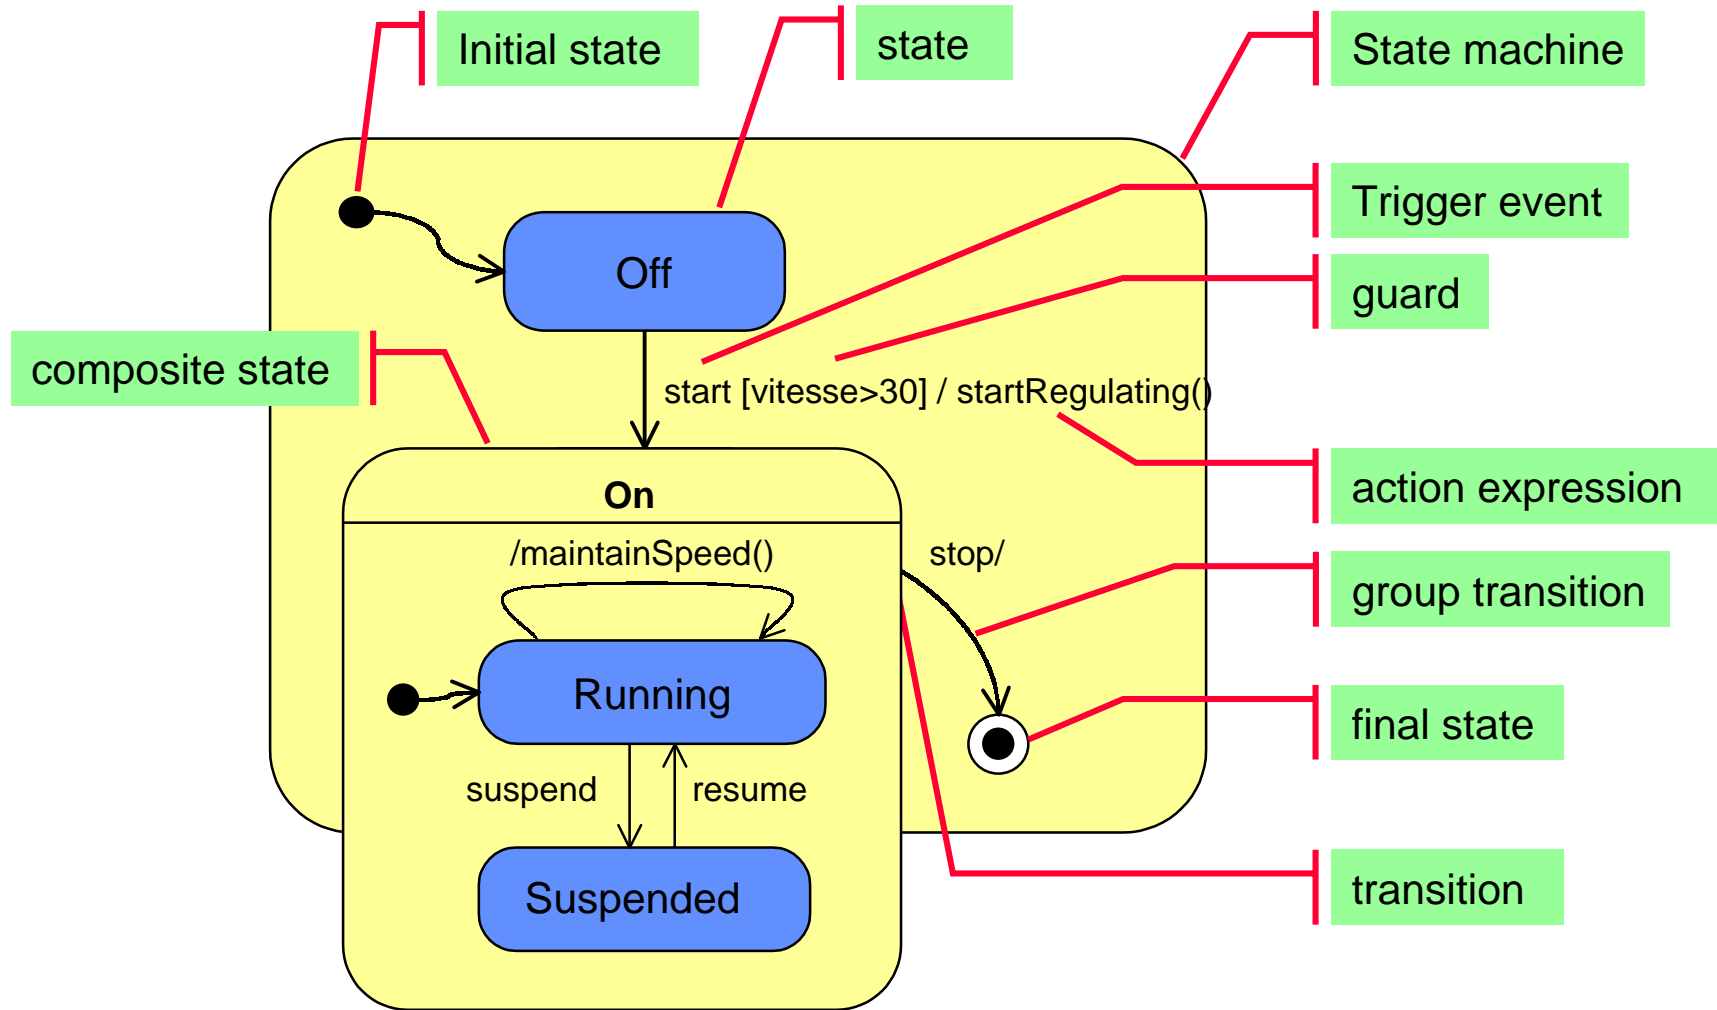 Initial state
state
State machine
Trigger event
Off
guard
composite state
start [vitesse>30] / startRegulating()
action expression
On
/maintainSpeed()
stop/
group transition
Running
final state
suspend
resume
Suspended
transition